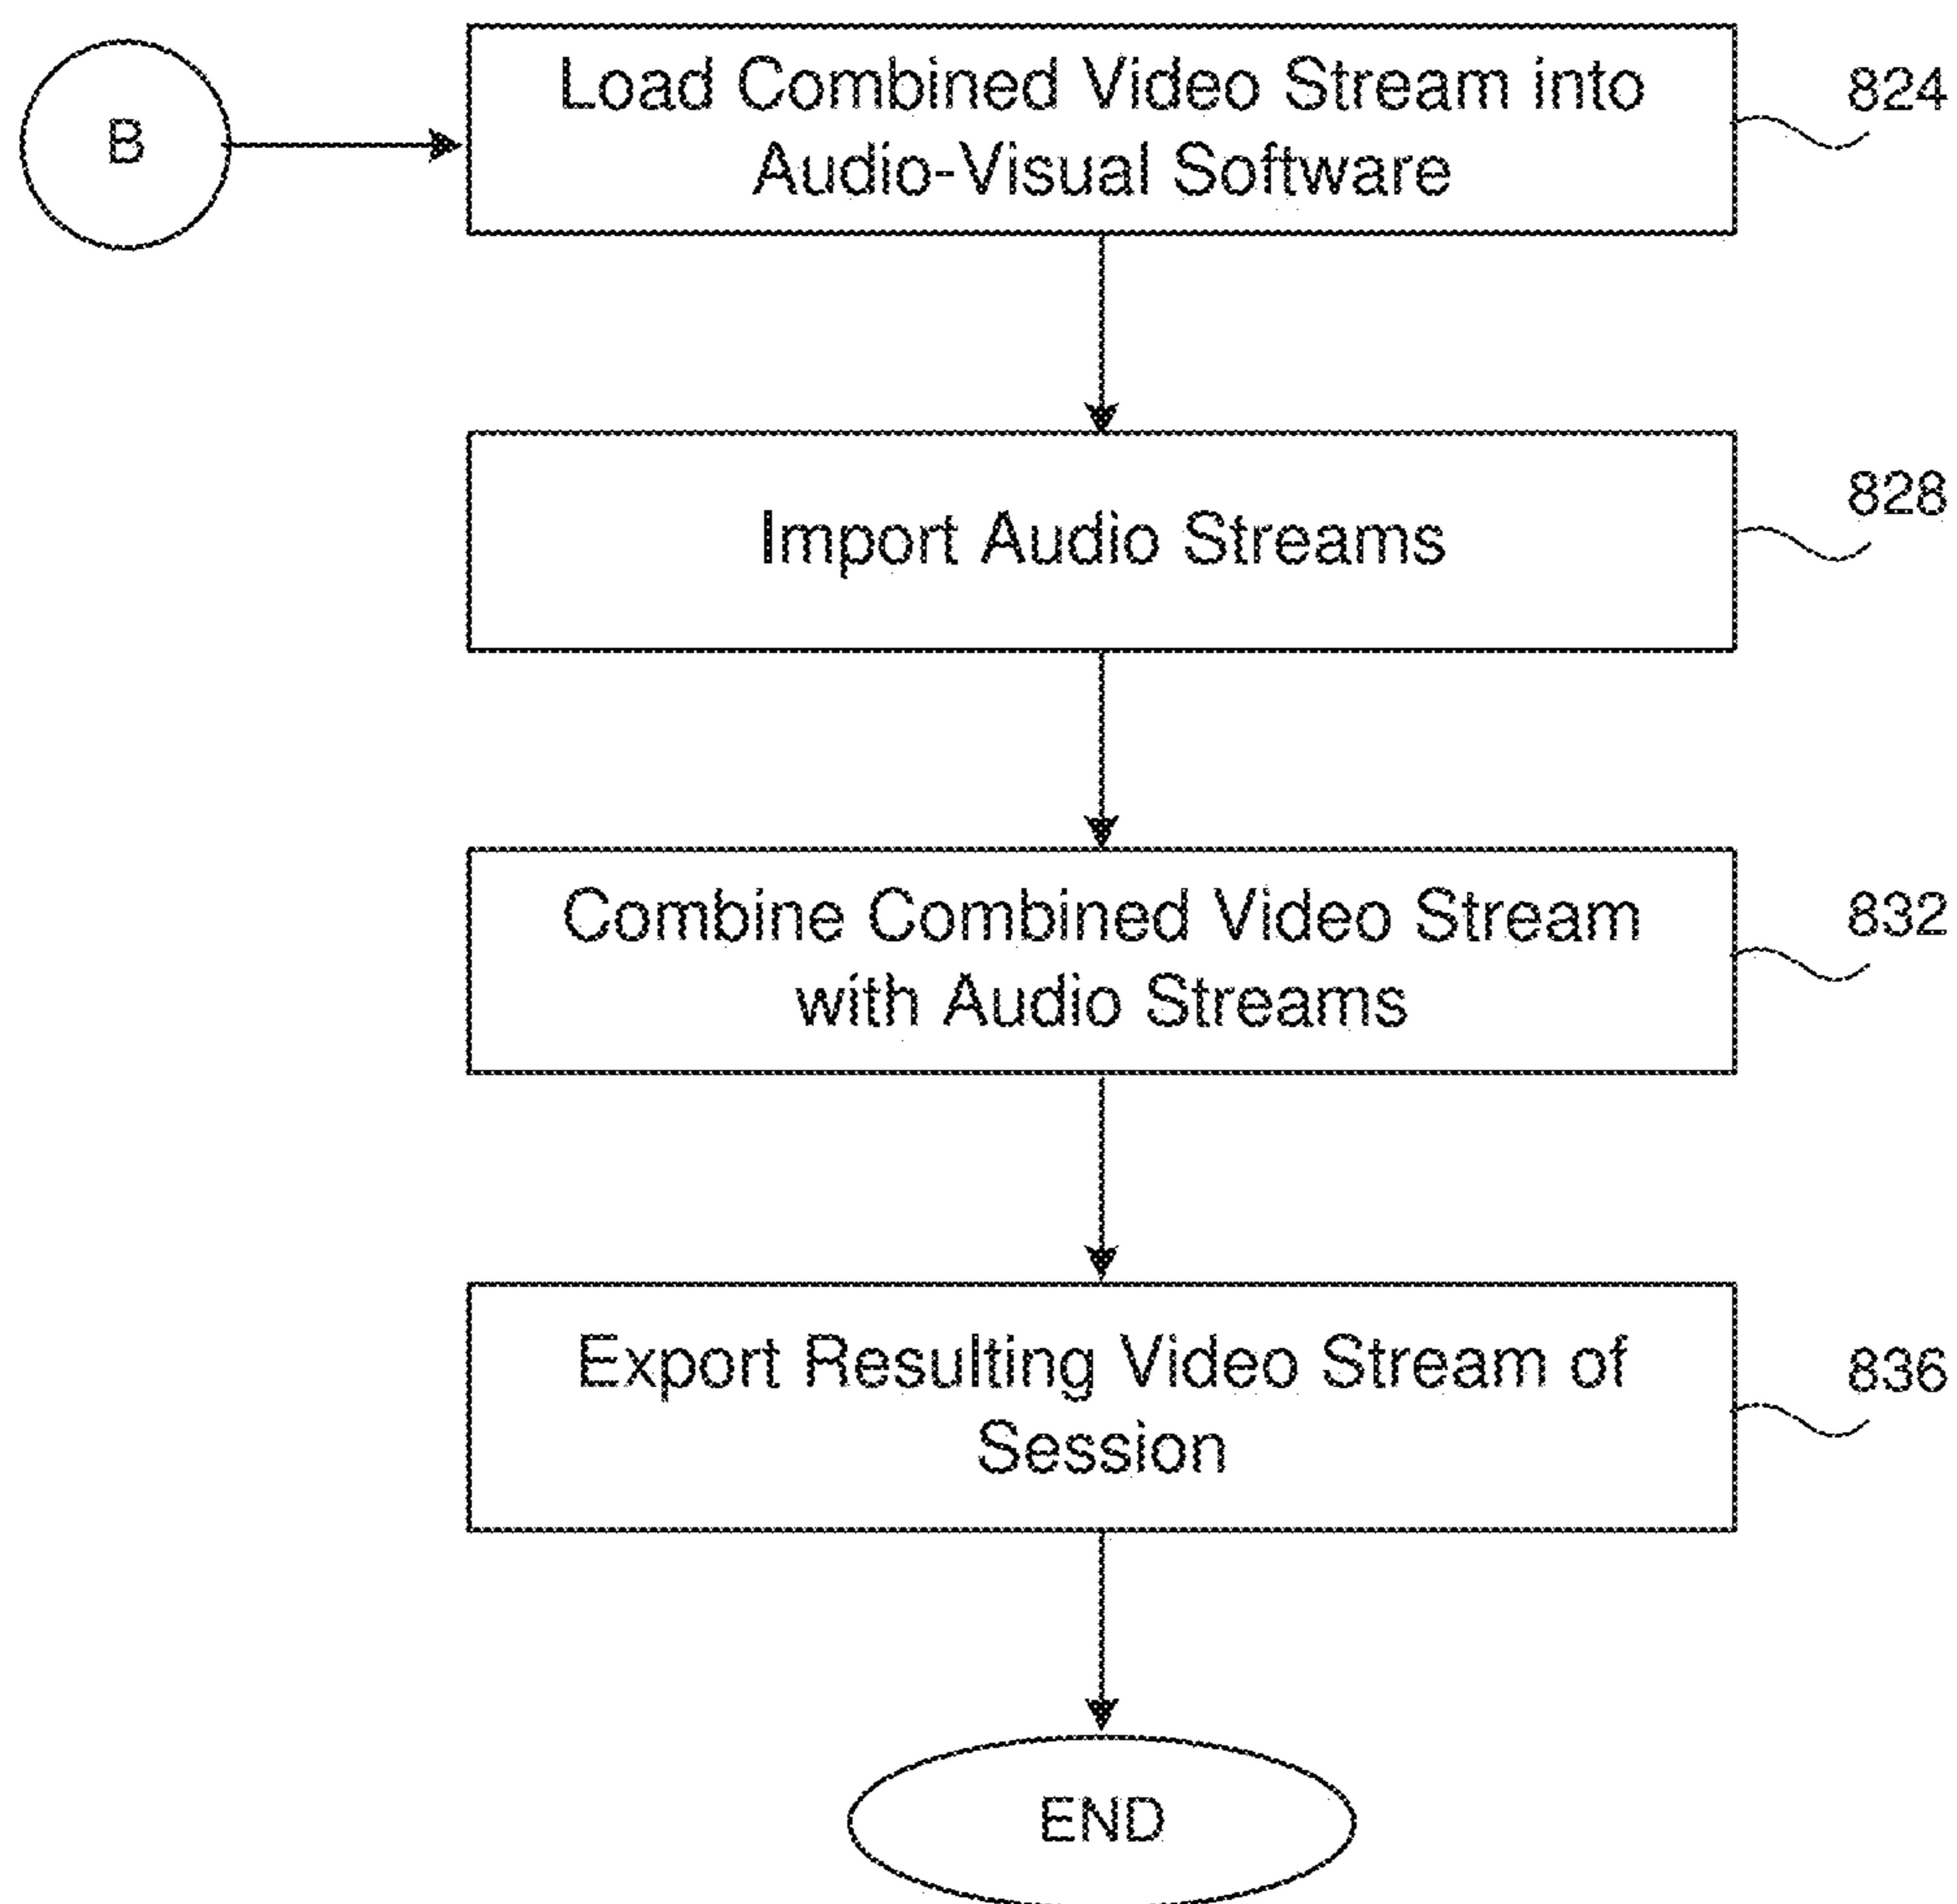 B
Load Combined Video Stream into
Audio-Visual Software
824
Import Audio Streams
828
Combine Combined Video Stream
with Audio Streams
832
Export Resulting Video Stream of
Session
836
END